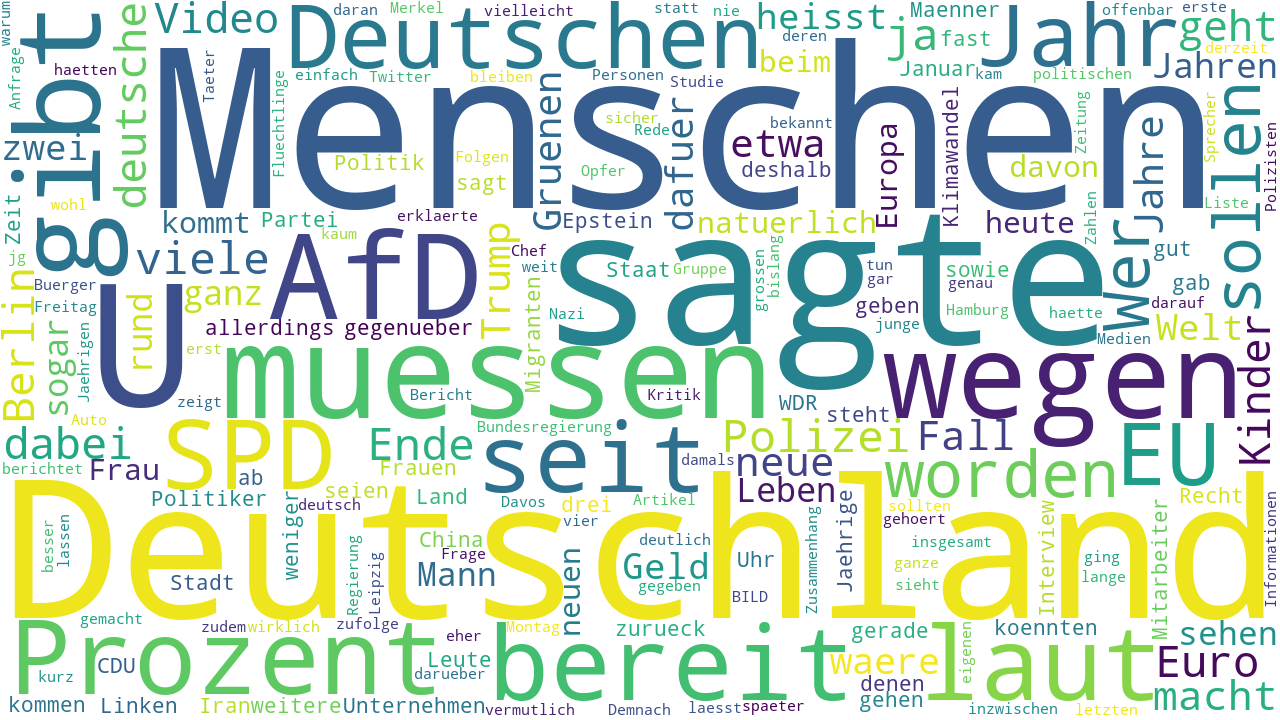 warum
daran
Merkel
vielleicht
statt
nie
heisst
Maenner
offenbar
erste
geht
Video
Deutschen
deren
ja
fast
Jahr
derzeit
gibt
deutsche
haetten
Taeter
einfach
Twitter
bleiben
Personen
Studie
beim
Januar
kam
politischen
Jahren
Anfrage
Fluechtlinge
Menschen
Gruenen
sicher
Rede
dafuer
bekannt
etwa
Europa
Klimawandel
Zeitung
Sprecher
Polizisten
zwei
Politik
Folgen
sagt
Opfer
deshalb
davon
Jahre
sollen
Zeit
wohl
kommt
Partei
erklaerte
kaum
Epstein
natuerlich
heute
Zahlen
Liste
jg
viele
AfD
Trump
Chef
weit
sagte
Staat
Gruppe
grossen
bislang
tun
gar
sowie
genau
Wer
gut
gab
Buerger
Freitag
Berlin
U
ganz
rund
Migranten
Nazi
geben
junge
Hamburg
haette
darauf
Medien
Welt
sogar
Jaehrigen
allerdings
gegenueber
erst
muessen
wegen
Kinder
zeigt
Bericht
Kritik
WDR
steht
Auto
dabei
SPD
Ende
Bundesregierung
seit
Polizei
Fall
EU
berichtet
Frau
ab
Frauen
damals
neue
worden
Politiker
seien
deutsch
Land
Davos
drei
Artikel
Leben
sollten
Recht
Deutschland
besser
lassen
weniger
China
Frage
vier
deutlich
Zusammenhang
Jaehrige
gehoert
insgesamt
Interview
Mitarbeiter
Informationen
Stadt
Regierung
Leipzig
Mann
neuen
Geld
gegeben
Uhr
BILD
ganze
sieht
ging
lange
gemacht
zudem
wirklich
zufolge
eher
Montag
zurueck
gerade
eigenen
koennten
sehen
Prozent
CDU
kurz
Leute
darueber
bereit
waere
laut
denen
Euro
kommen
Linken
Iran
weitere
Unternehmen
vermutlich
Demnach
laesst
spaeter
gehen
inzwischen
letzten
macht